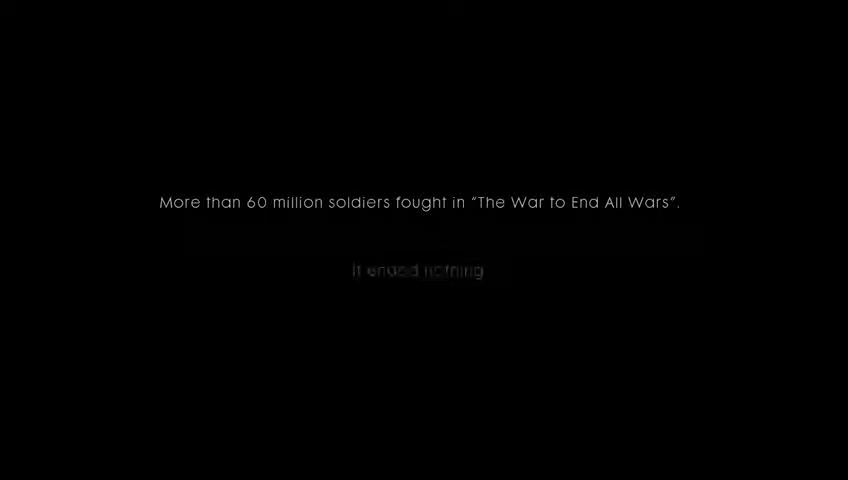 More than 60 million soldiers fought in “The War to End All Wars”.
It ended nothing